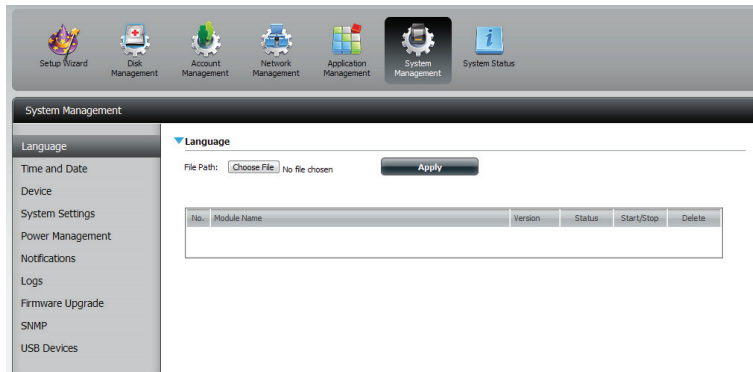 Setup Wizard
Disk Management
Account Management
Network Management
Application Management
System Management
System Status
System Management
Language
Time and Date
Device
System Settings
Power Management
Notifications
Logs
Firmware Upgrade
SNMP
USB Devices
Language
File Path: Choose File No file chosen Apply
No. Module Name Version Status Start/Stop Delete